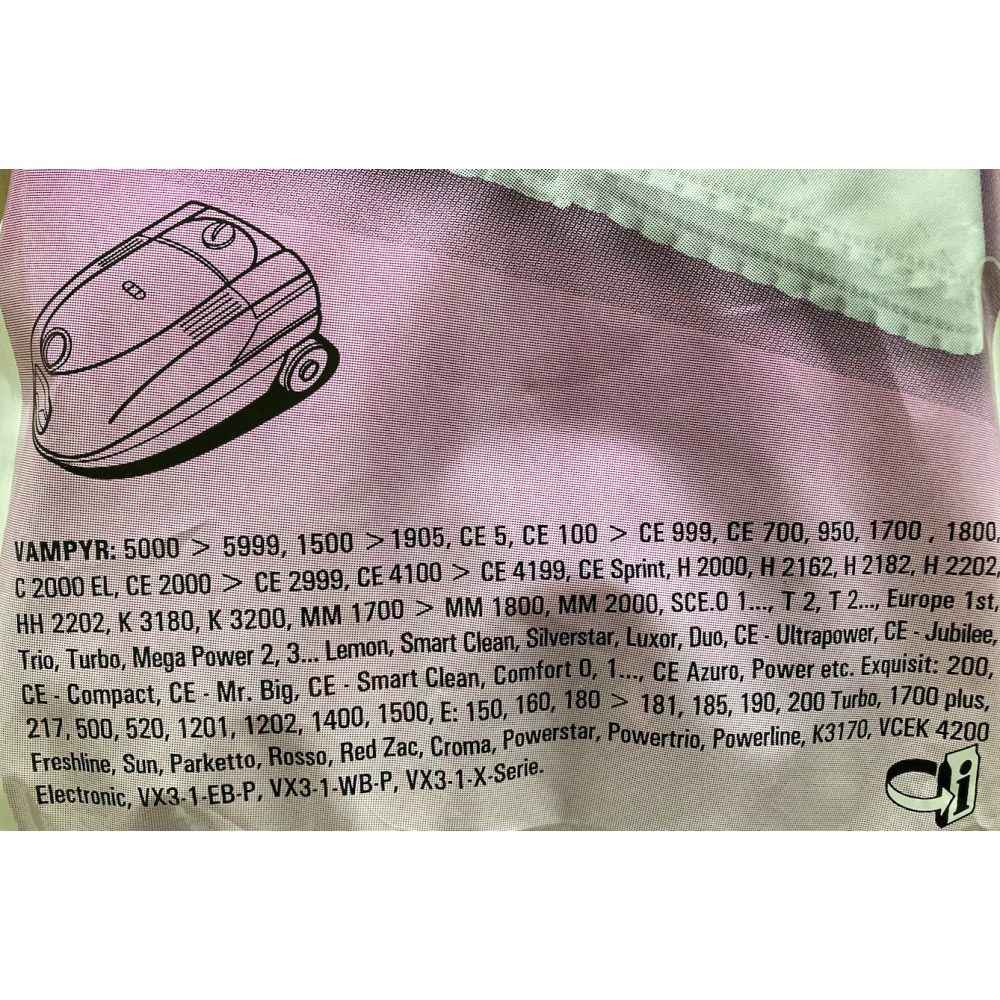 VAMPYR: 5000 > 5999, 1500 > 1905, CE 5, CE 100 > CE 999, CE 700, 950, 1700 , 1800,
C 2000 EL, CE 2000 > CE 2999, CE 4100 > CE 4199, CE Sprint, H 2000, H 2162, H 2182, H 2202,
HH 2202, K 3180, K 3200, MM 1700 > MM 1800, MM 2000, SCE.0 1..., T 2, T 2..., Europe 1st,
Trio, Turbo, Mega Power 2, 3... Lemon, Smart Clean, Silverstar, Luxor, Duo, CE - Ultrapower, CE - Jubilee,
CE - Compact, CE - Mr. Big, CE - Smart Clean, Comfort 0, 1..., CE Azuro, Power etc. Exquisit: 200,
217, 500, 520, 1201, 1202, 1400, 1500, E: 150, 160, 180 > 181, 185, 190, 200 Turbo, 1700 plus,
Freshline, Sun, Parketto, Rosso, Red Zac, Croma, Powerstar, Powertrio, Powerline, K3170, VCEK 4200
Electronic, VX3-1-EB-P, VX3-1-WB-P, VX3-1-X-Serie.
i